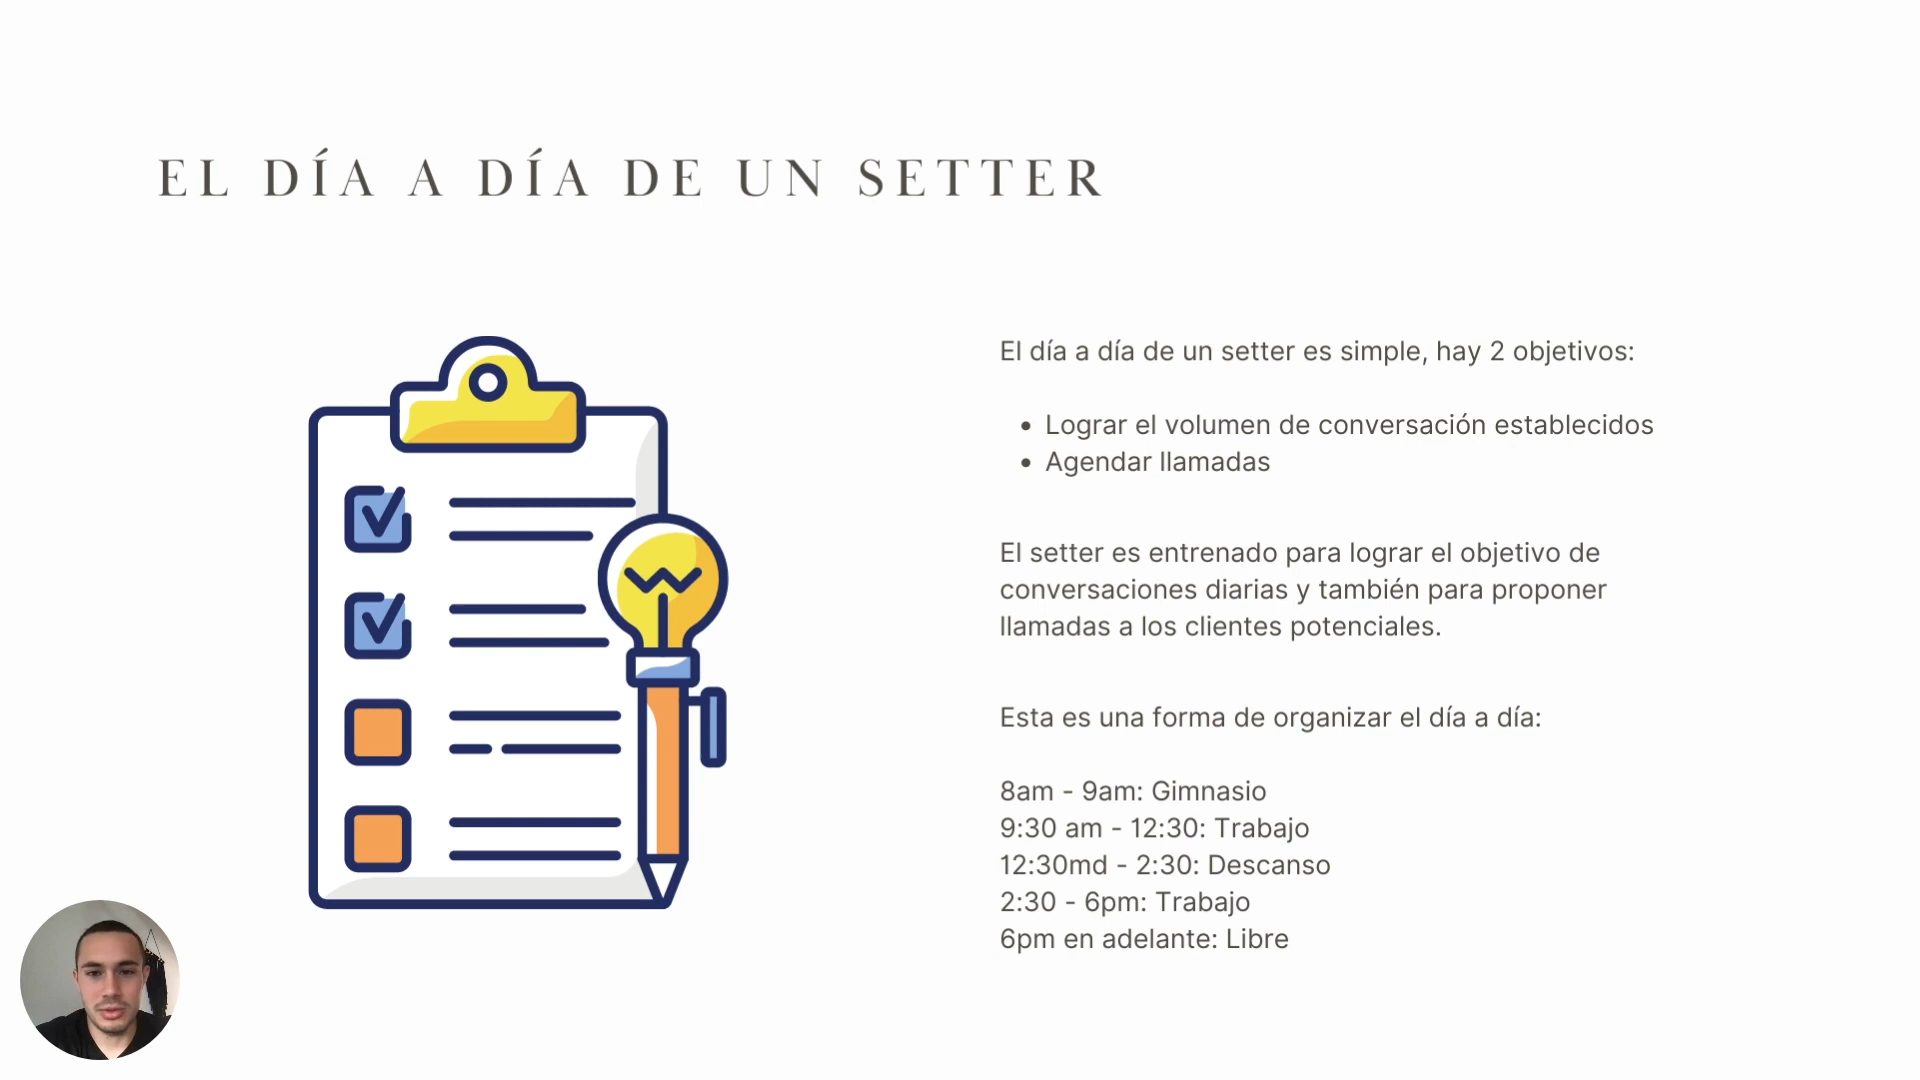 EL DÍA A DÍA DE UN SETTER
El día a día de un setter es simple, hay 2 objetivos:
• Lograr el volumen de conversación establecidos
• Agendar llamadas
El setter es entrenado para lograr el objetivo de
conversaciones diarias y también para proponer
llamadas a los clientes potenciales.
Esta es una forma de organizar el día a día:
8am - 9am: Gimnasio
9:30 am - 12:30: Trabajo
12:30md - 2:30: Descanso
2:30 - 6pm: Trabajo
6pm en adelante: Libre